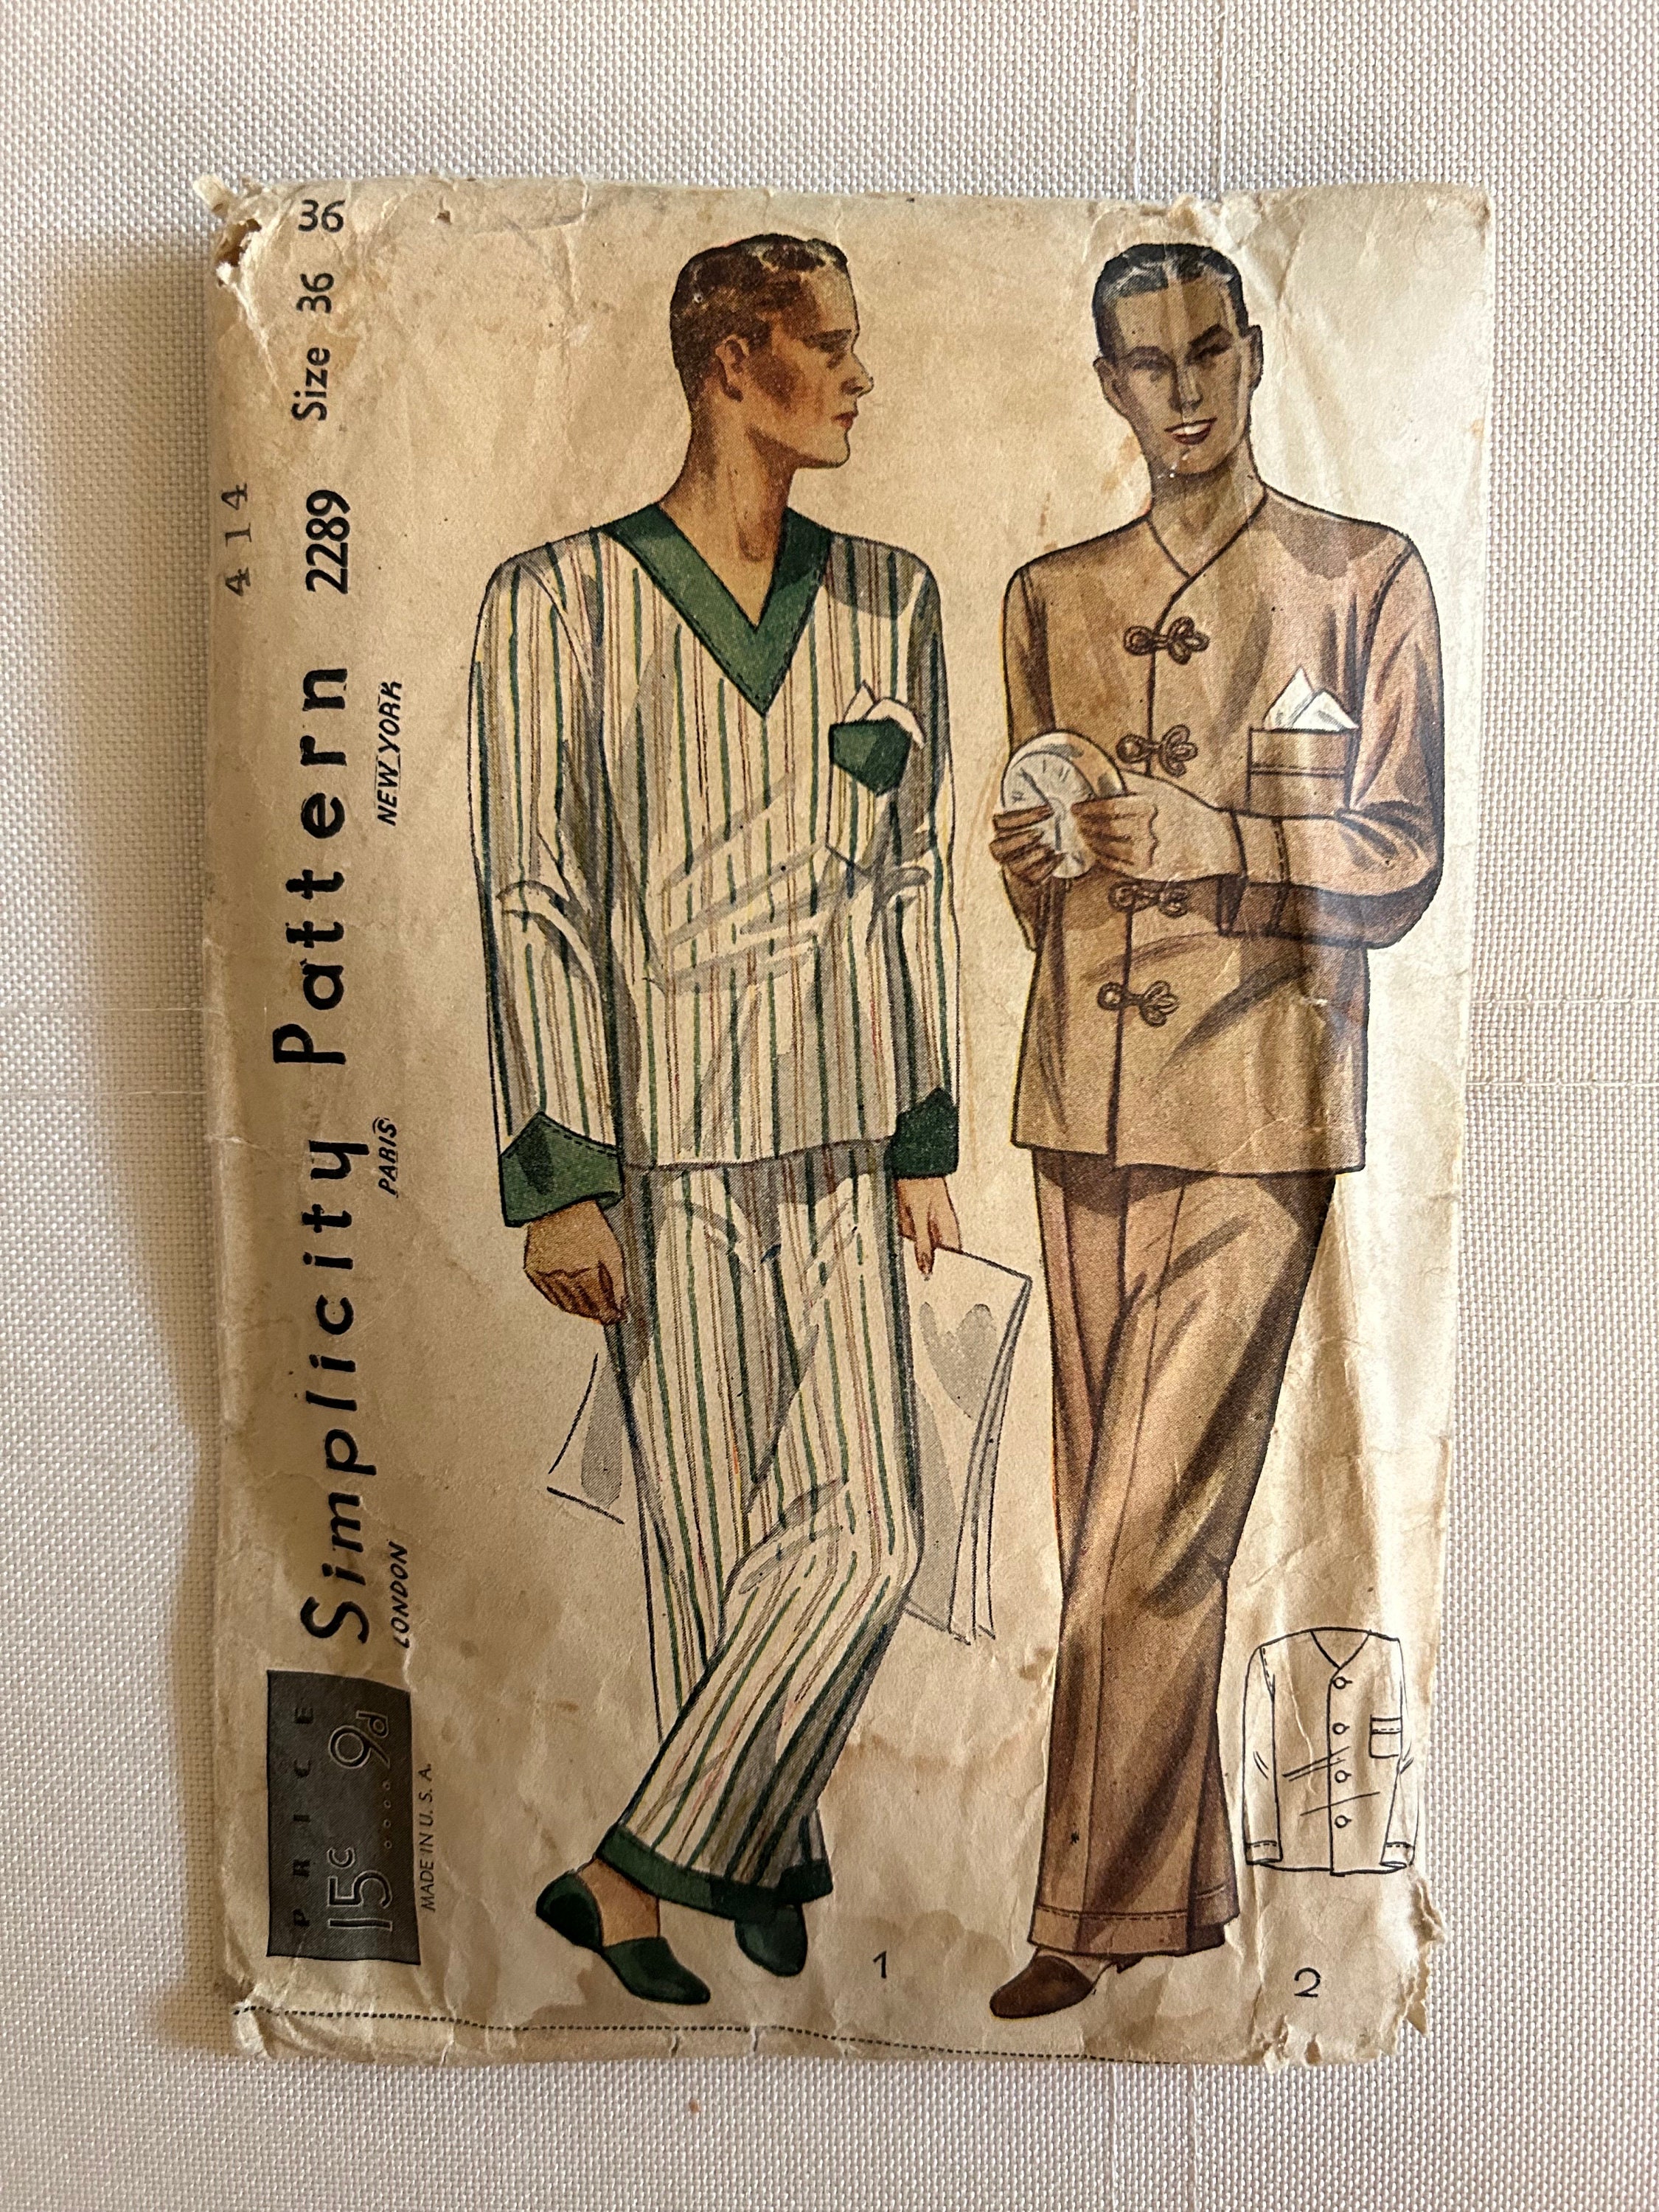 414
Simplicity Pattern 2289 Size 36 36
LONDON PARIS NEW YORK
PRICE
15c....9d
MADE IN U.S.A.
1
2